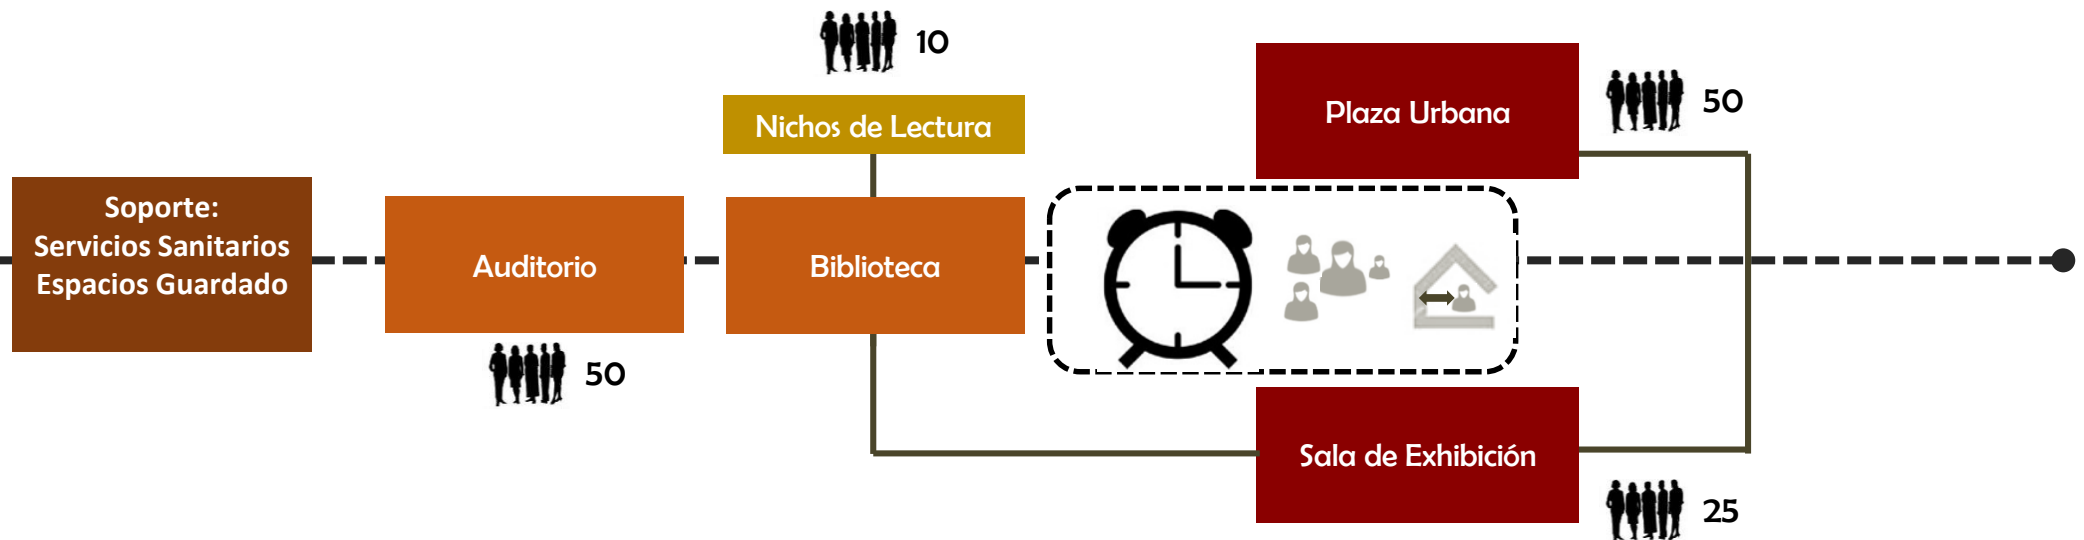 10
Nichos de Lectura
Plaza Urbana
50
Soporte:
Servicios Sanitarios
Espacios Guardado
Auditorio
50
Biblioteca
Sala de Exhibición
25